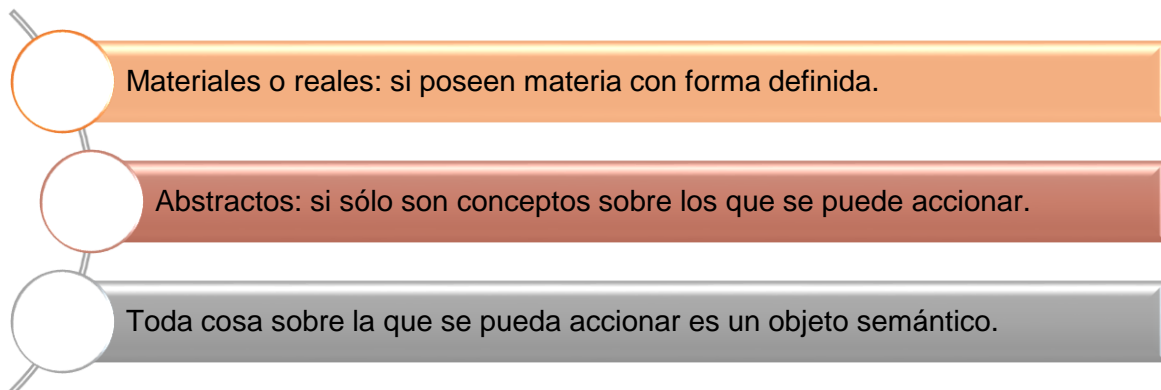 Materiales o reales: si poseen materia con forma definida.
Abstractos: si sólo son conceptos sobre los que se puede accionar.
Toda cosa sobre la que se pueda accionar es un objeto semántico.